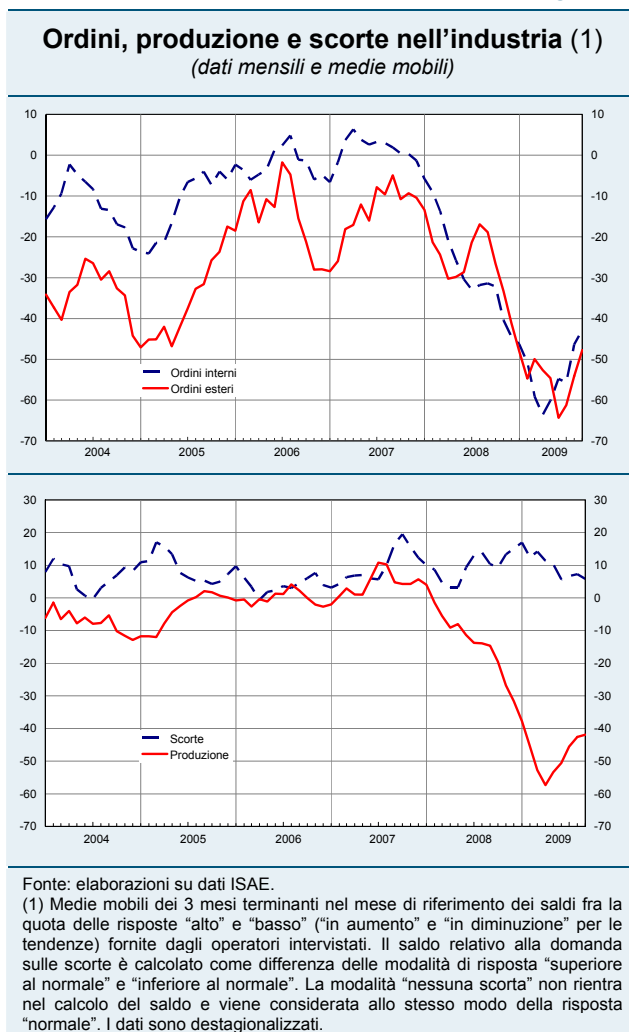 Ordini, produzione e scorte nell'industria (1)
(dati mensili e medie mobili)
10 10
0 0
-10 -10
-20 -20
-30 -30
-40 -40
-50 -50
-60 -60
-70 -70
Ordini interni
Ordini esteri
2004 2005 2006 2007 2008 2009
30 30
20 20
10 10
0 0
-10 -10
-20 -20
-30 -30
-40 -40
-50 -50
-60 -60
-70 -70
Scorte
Produzione
2004 2005 2006 2007 2008 2009
Fonte: elaborazioni su dati ISAE.
(1) Medie mobili dei 3 mesi terminanti nel mese di riferimento dei saldi fra la
quota delle risposte “alto” e “basso” (“in aumento” e “in diminuzione” per le
tendenze) fornite dagli operatori intervistati. Il saldo relativo alla domanda
sulle scorte è calcolato come differenza delle modalità di risposta “superiore
al normale” e “inferiore al normale”. La modalità “nessuna scorta” non rientra
nel calcolo del saldo e viene considerata allo stesso modo della risposta
“normale”. I dati sono destagionalizzati.